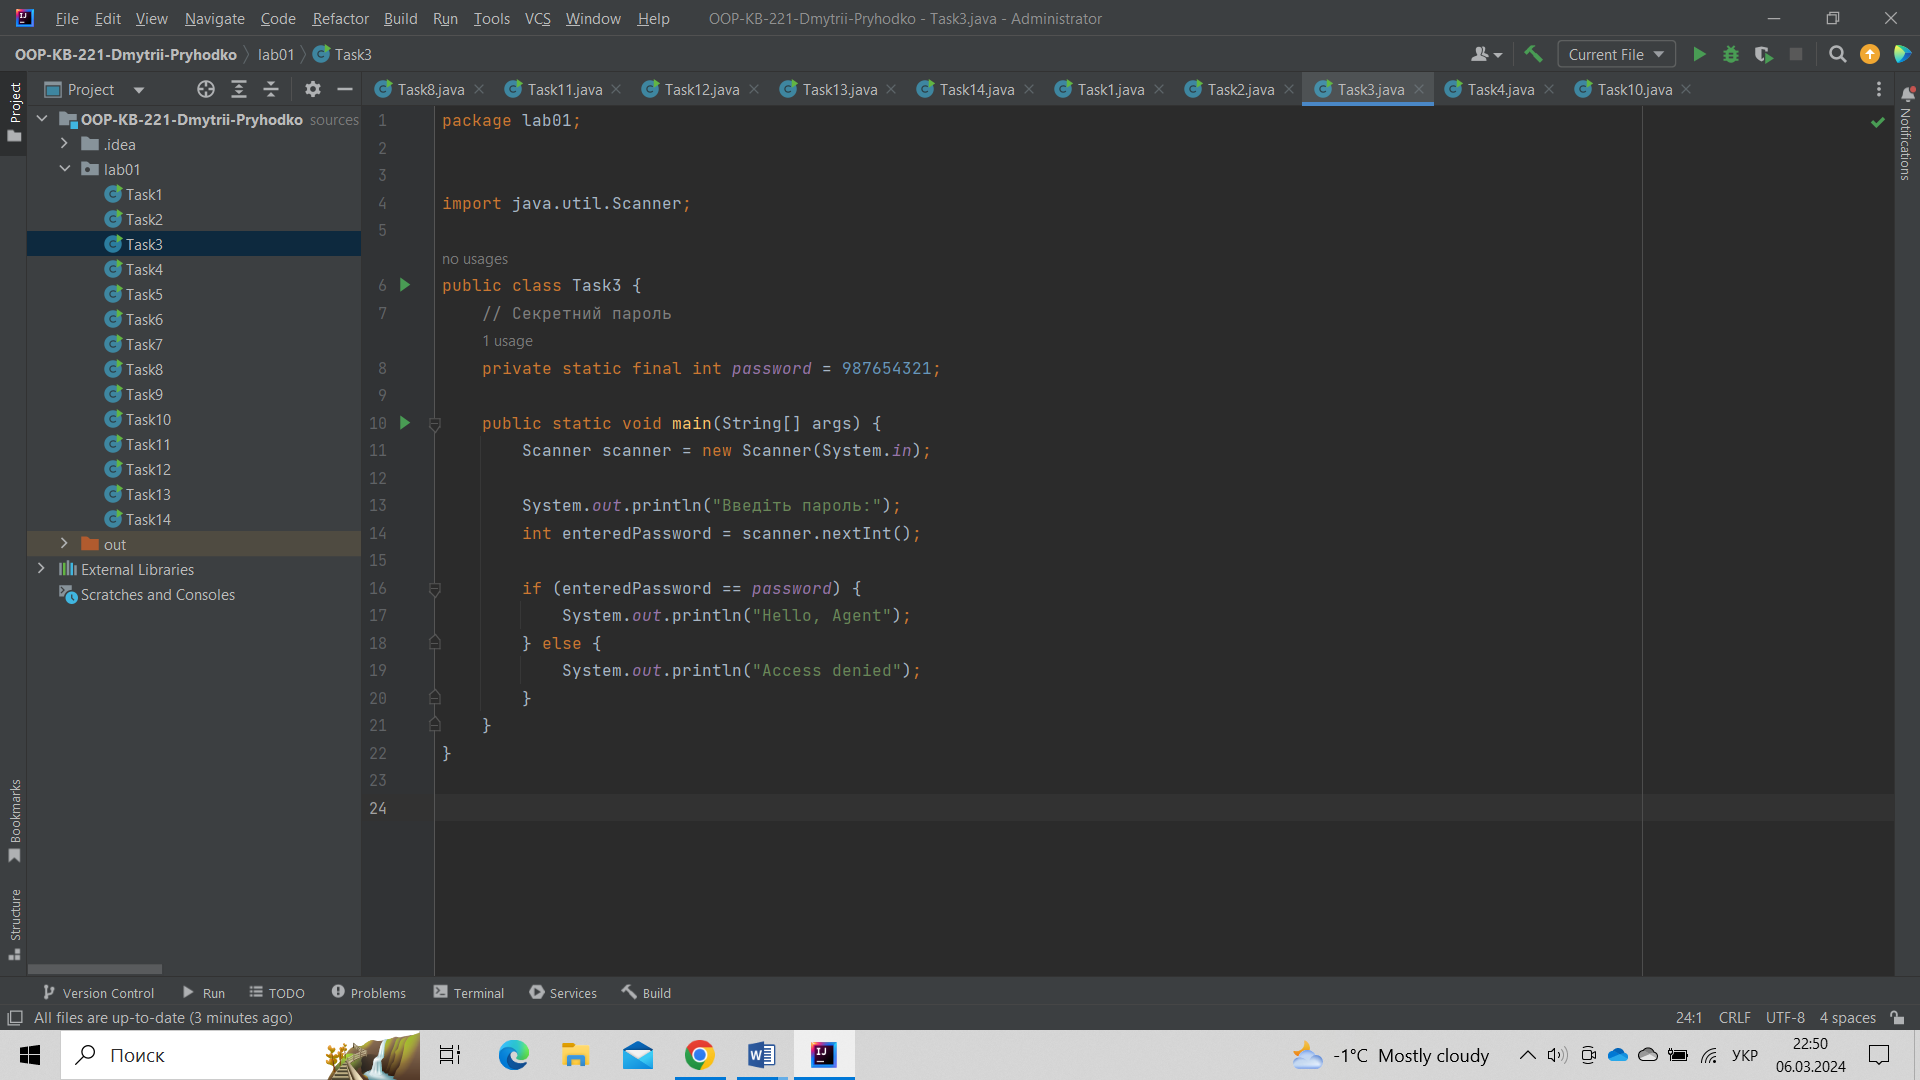 File Edit View Navigate Code Refactor Build Run Tools VCS Window Help OOP-KB-221-Dmytrii-Pryhodko - Task3.java - Administrator
OOP-KB-221-Dmytrii-Pryhodko lab01 Task3 Current File
Project Task8.java Task11.java Task12.java Task13.java Task14.java Task1.java Task2.java Task3.java Task4.java Task10.java
Project
Bookmarks
Structure
Notifications
OOP-KB-221-Dmytrii-Pryhodko sources
.idea
lab01
Task1
Task2
Task3
Task4
Task5
Task6
Task7
Task8
Task9
Task10
Task11
Task12
Task13
Task14
out
External Libraries
Scratches and Consoles
1 package lab01;
2
3
4 import java.util.Scanner;
5
no usages
6 public class Task3 {
7 // Секретний пароль
1 usage
8 private static final int password = 987654321;
9
10 public static void main(String[] args) {
11 Scanner scanner = new Scanner(System.in);
12
13 System.out.println("Введіть пароль:");
14 int enteredPassword = scanner.nextInt();
15
16 if (enteredPassword == password) {
17 System.out.println("Hello, Agent");
18 } else {
19 System.out.println("Access denied");
20 }
21 }
22 }
23
24
Version Control Run TODO Problems Terminal Services Build
All files are up-to-date (3 minutes ago) 24:1 CRLF UTF-8 4 spaces
Поиск -1°C Mostly cloudy УКР 22:50
06.03.2024